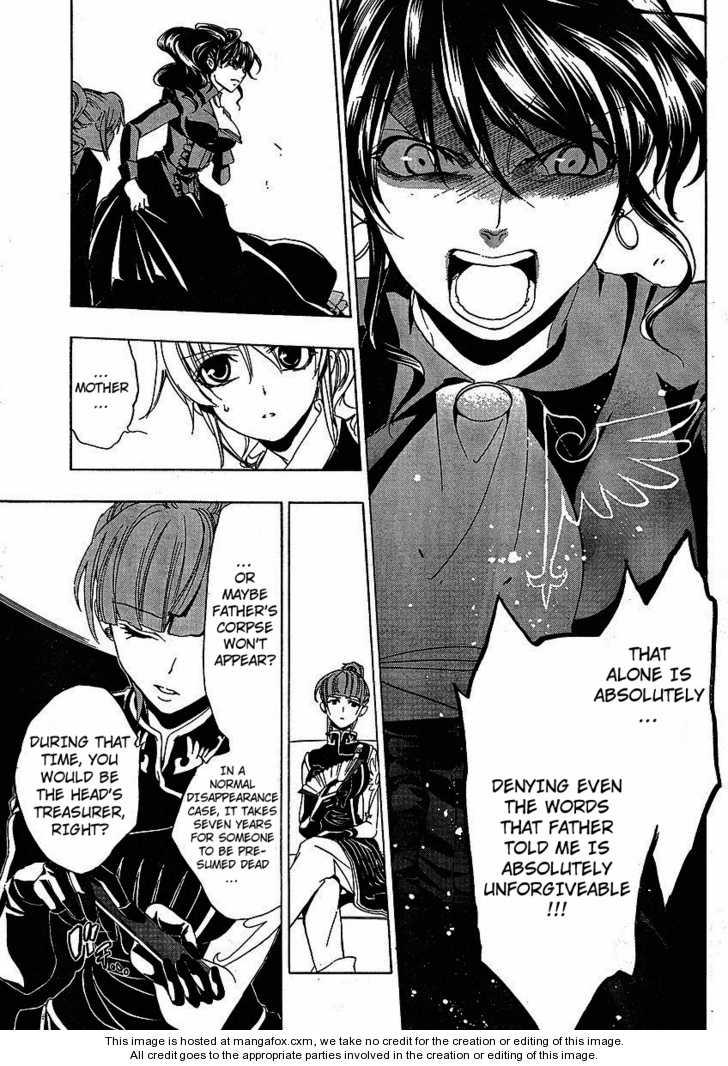 THAT
ALONE IS
ABSOLUTELY
...
DENYING EVEN
THE WORDS
THAT FATHER
TOLD ME IS
ABSOLUTELY
UNFORGIVEABLE
!!!
...
MOTHER
...
...
OR
MAYBE
FATHER'S
CORPSE
WON'T
APPEAR?
IN A
NORMAL
DISAPPEARANCE
CASE, IT TAKES
SEVEN YEARS
FOR SOMEONE
TO BE PRE-
SUMED DEAD
...
DURING THAT
TIME, YOU
WOULD BE
THE HEAD'S
TREASURER,
RIGHT?
This image is hosted at mangafox.cxm, we take no credit for the creation or editing of this image.
All credit goes to the appropriate parties involved in the creation or editing of this image.